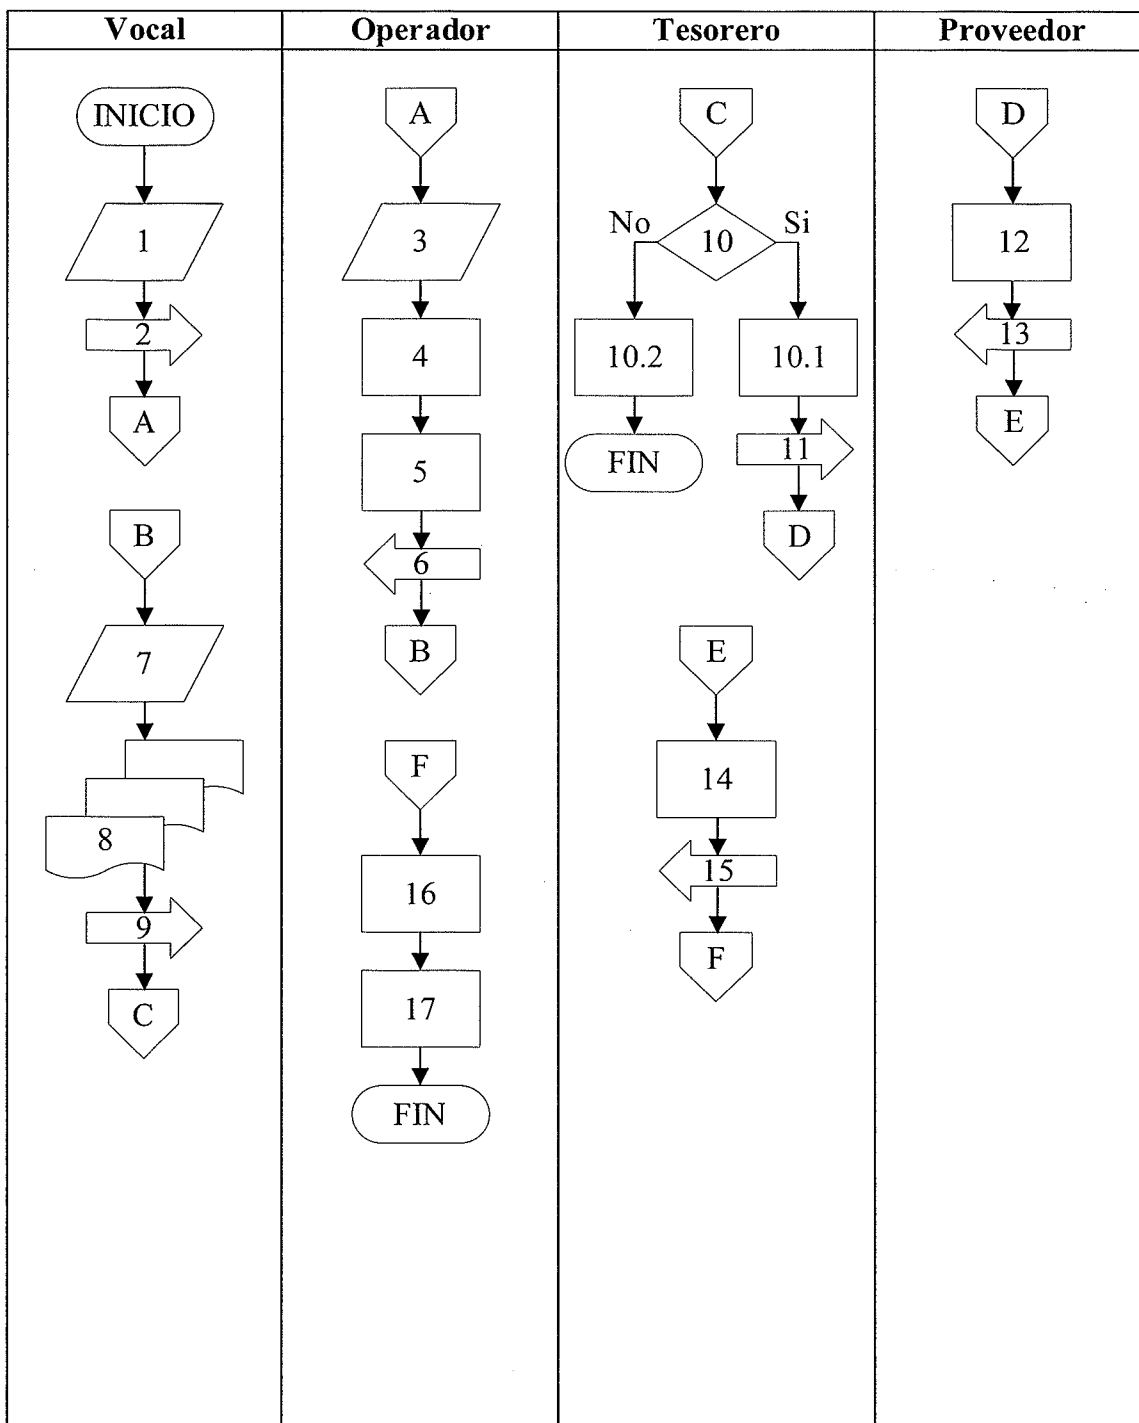 Vocal
Operador
Tesorero
Proveedor
INICIO
1
2
A
B
7
8
9
C
A
3
4
5
6
B
F
16
17
FIN
C
No
10
Si
10.2
10.1
FIN
11
D
E
14
15
F
D
12
13
E